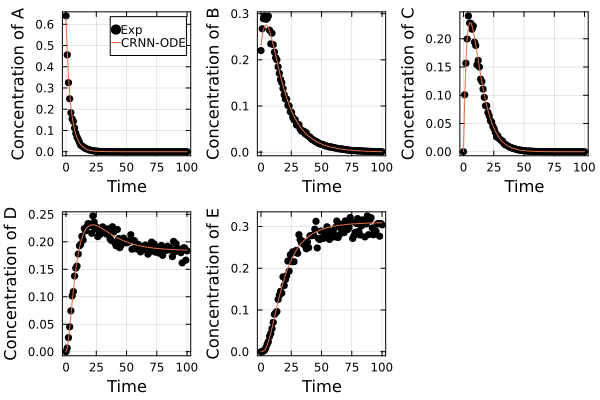 Concentration of A
0.6
0.5
0.4
0.3
0.2
0.1
0.0
Exp
CRNN-ODE
0 25 50 75 100
Time
Concentration of B
0.3
0.2
0.1
0.0
0 25 50 75 100
Time
Concentration of C
0.20
0.15
0.10
0.05
0.00
0 25 50 75 100
Time
Concentration of D
0.25
0.20
0.15
0.10
0.05
0.00
0 25 50 75 100
Time
Concentration of E
0.3
0.2
0.1
0.0
0 25 50 75 100
Time